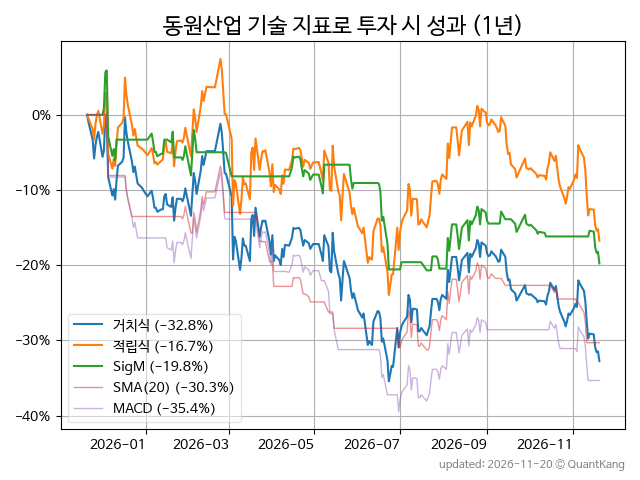 동원산업 기술 지표로 투자 시 성과 (1년)
0%
−10%
−20%
−30%
−40%
거치식 (−32.8%)
적립식 (−16.7%)
SigM (−19.8%)
SMA(20) (−30.3%)
MACD (−35.4%)
2026-01 2026-03 2026-05 2026-07 2026-09 2026-11
updated: 2026-11-20 © QuantKang